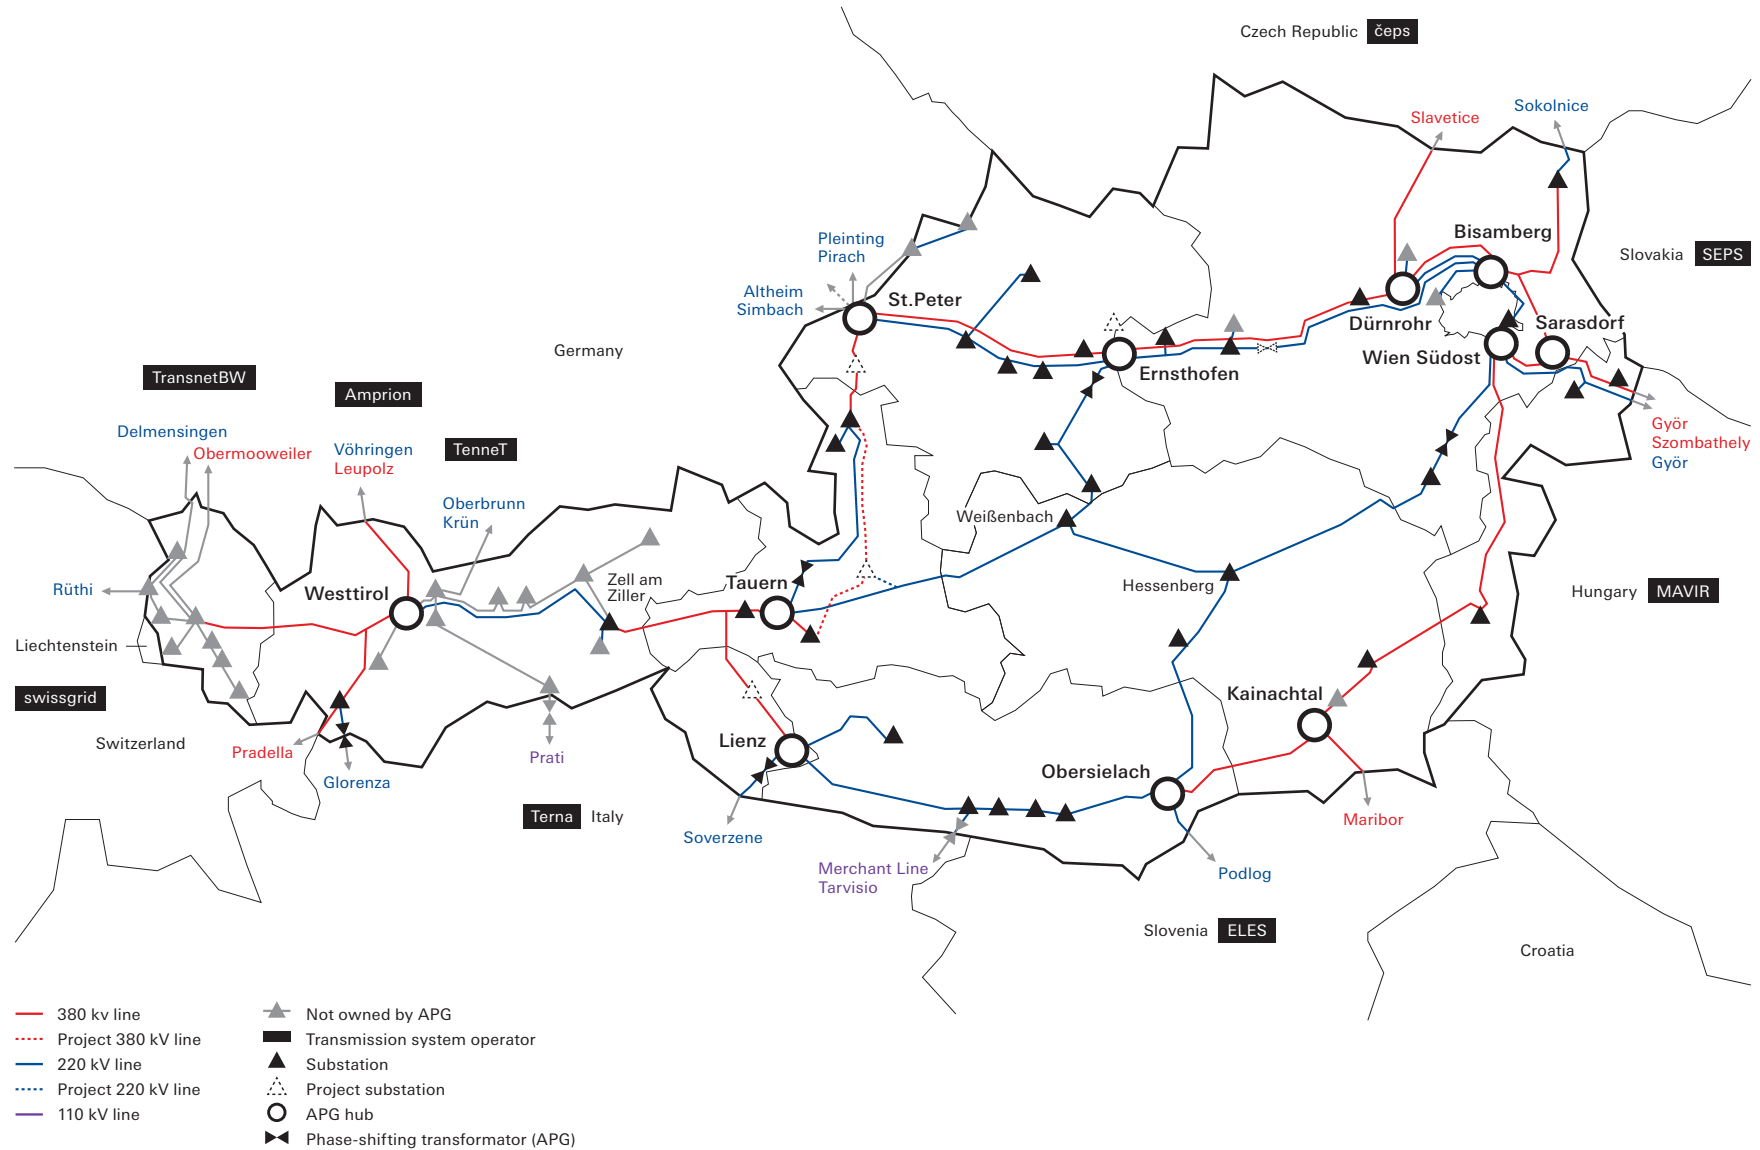 Czech Republic čeps
Slavetice
Sokolnice
Bisamberg
Slovakia SEPS
Pleinting
Pirach
Altheim
Simbach
St.Peter
Dürnrohr
Sarasdorf
Wien Südost
Germany
Ernsthofen
TransnetBW
Amprion
Delmensingen
Obermooweiler
Vöhringen
Leupolz
TenneT
Györ
Szombathely
Györ
Oberbrunn
Krün
Weißenbach
Rüthi
Westtirol
Zell am
Ziller
Tauern
Hessenberg
Hungary MAVIR
Liechtenstein
swissgrid
Switzerland
Pradella
Glorenza
Prati
Lienz
Kainachtal
Obersielach
Terna Italy
Soverzene
Maribor
Merchant Line
Tarvisio
Podlog
Slovenia ELES
Croatia
380 kv line
Project 380 kV line
220 kV line
Project 220 kV line
110 kV line
Not owned by APG
Transmission system operator
Substation
Project substation
APG hub
Phase-shifting transformator (APG)